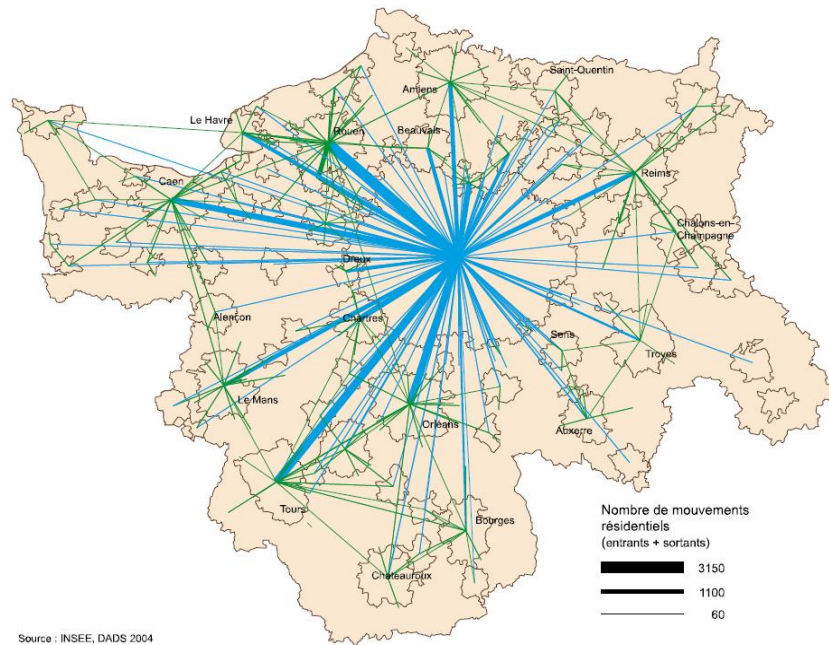 Saint-Quentin
Amiens
Le Havre
Rouen
Beauvais
Reims
Caen
Châlons-en-
Champagne
Dreux
Alençon
Chartres
Sens
Troyes
Le Mans
Orléans
Auxerre
Tours
Bourges
Chateauroux
Nombre de mouvements
résidentiels
(entrants + sortants)
3150
1100
60
Source : INSEE, DADS 2004